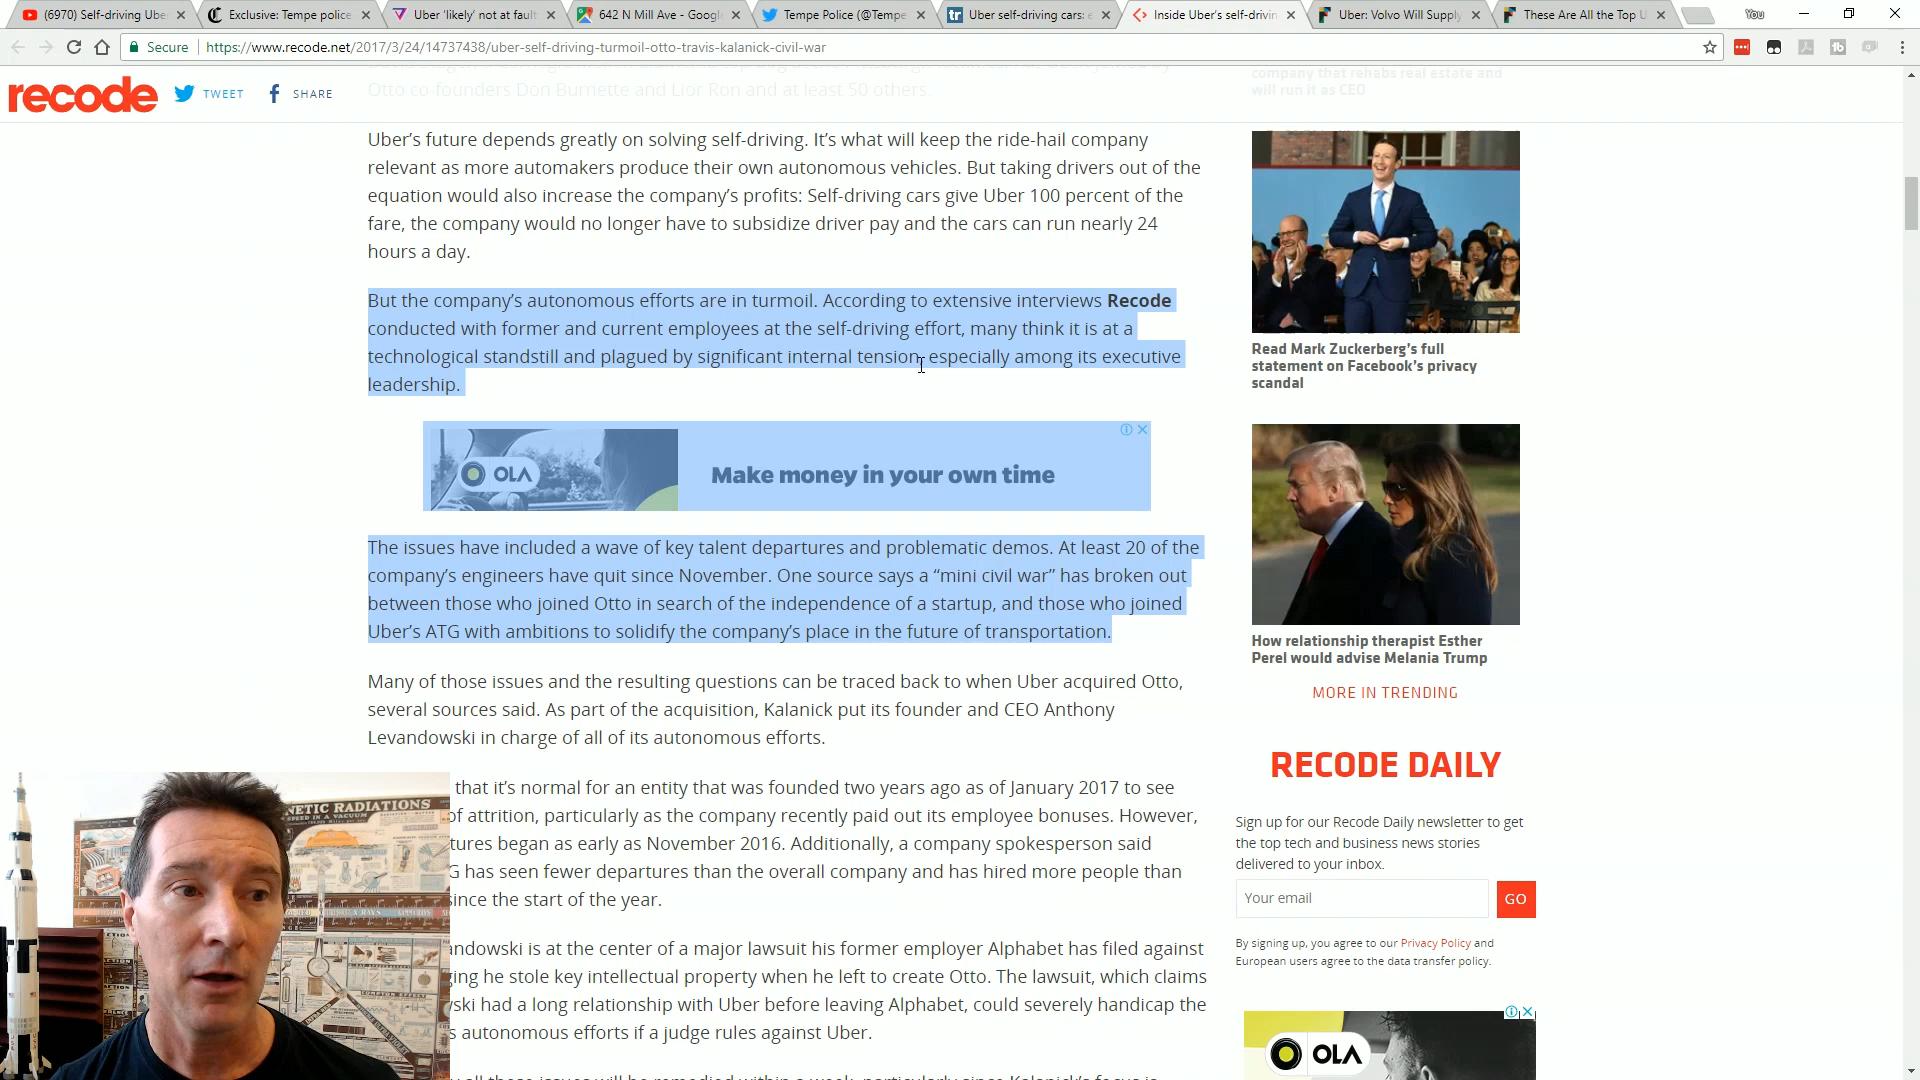 (6970) Self-driving Ube
Exclusive: Tempe police
Uber 'likely' not at fault
642 N Mill Ave - Google
Tempe Police (@Tempe
Uber self-driving cars: e
Inside Uber's self-drivin
Uber: Volvo Will Supply
These Are All the Top U
You
Secure
https://www.recode.net/2017/3/24/14737438/uber-self-driving-turmoil-otto-travis-kalanick-civil-war
recode
TWEET
SHARE
Otto co-founders Don Burnette and Lior Ron and at least 50 others.
company that rehabs real estate and
will run it as CEO
Uber's future depends greatly on solving self-driving. It's what will keep the ride-hail company
relevant as more automakers produce their own autonomous vehicles. But taking drivers out of the
equation would also increase the company's profits: Self-driving cars give Uber 100 percent of the
fare, the company would no longer have to subsidize driver pay and the cars can run nearly 24
hours a day.
But the company's autonomous efforts are in turmoil. According to extensive interviews Recode
conducted with former and current employees at the self-driving effort, many think it is at a
technological standstill and plagued by significant internal tension, especially among its executive
leadership.
OLA
Make money in your own time
The issues have included a wave of key talent departures and problematic demos. At least 20 of the
company's engineers have quit since November. One source says a “mini civil war” has broken out
between those who joined Otto in search of the independence of a startup, and those who joined
Uber's ATG with ambitions to solidify the company's place in the future of transportation.
Many of those issues and the resulting questions can be traced back to when Uber acquired Otto,
several sources said. As part of the acquisition, Kalanick put its founder and CEO Anthony
Levandowski in charge of all of its autonomous efforts.
that it's normal for an entity that was founded two years ago as of January 2017 to see
of attrition, particularly as the company recently paid out its employee bonuses. However,
tures began as early as November 2016. Additionally, a company spokesperson said
G has seen fewer departures than the overall company and has hired more people than
since the start of the year.
andowski is at the center of a major lawsuit his former employer Alphabet has filed against
ging he stole key intellectual property when he left to create Otto. The lawsuit, which claims
wski had a long relationship with Uber before leaving Alphabet, could severely handicap the
s autonomous efforts if a judge rules against Uber.
Read Mark Zuckerberg's full
statement on Facebook's privacy
scandal
How relationship therapist Esther
Perel would advise Melania Trump
MORE IN TRENDING
RECODE DAILY
Sign up for our Recode Daily newsletter to get
the top tech and business news stories
delivered to your inbox.
Your email
GO
By signing up, you agree to our Privacy Policy and
European users agree to the data transfer policy.
OLA
NETIC RADIATIONS
SPEED IN A VACUUM
COMPTON EFFECT